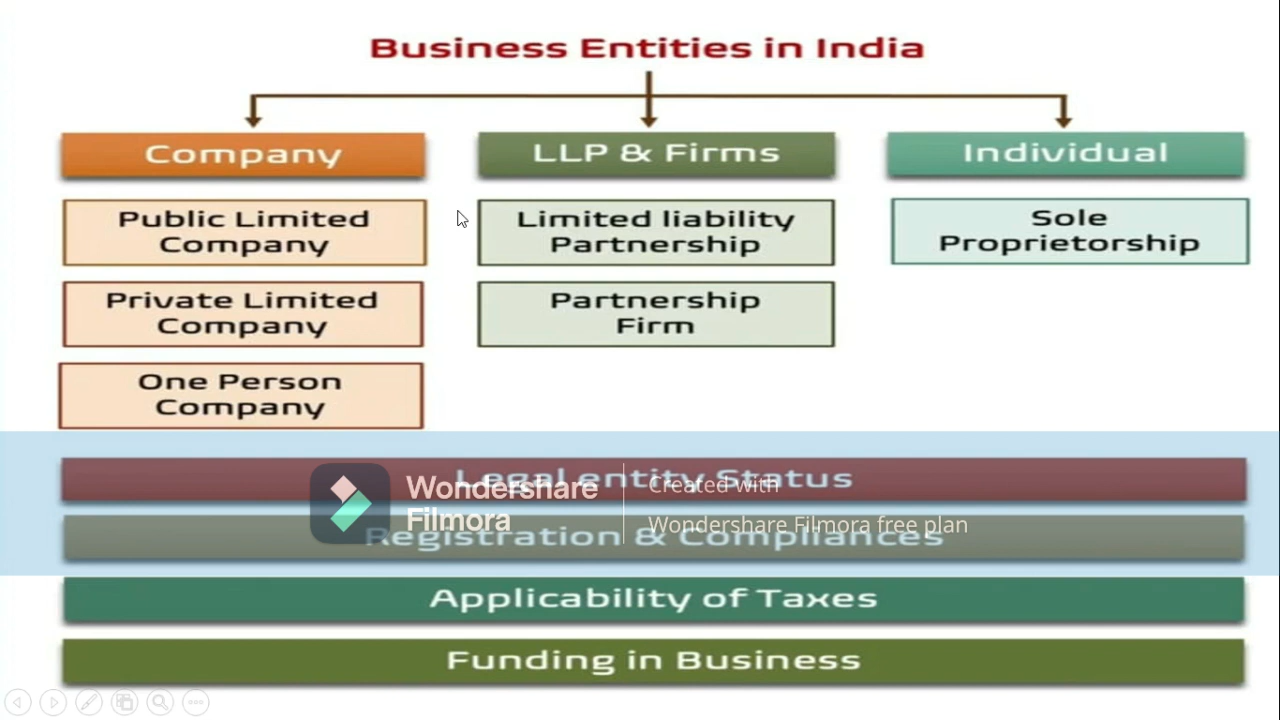 Business Entities in India
Company
LLP & Firms
Individual
Public Limited
Company
Limited liability
Partnership
Sole
Proprietorship
Private Limited
Company
Partnership
Firm
One Person
Company
Legal entity Status
Wondershare
Filmora
Created with
Wondershare Filmora free plan
Registration & Compliances
Applicability of Taxes
Funding in Business